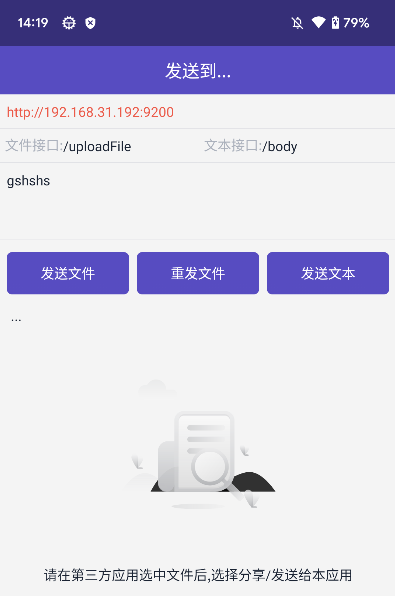 14:19
79%
发送到...
http://192.168.31.192:9200
文件接口:/uploadFile 文本接口:/body
gshshs
发送文件 重发文件 发送文本
...
请在第三方应用选中文件后,选择分享/发送给本应用